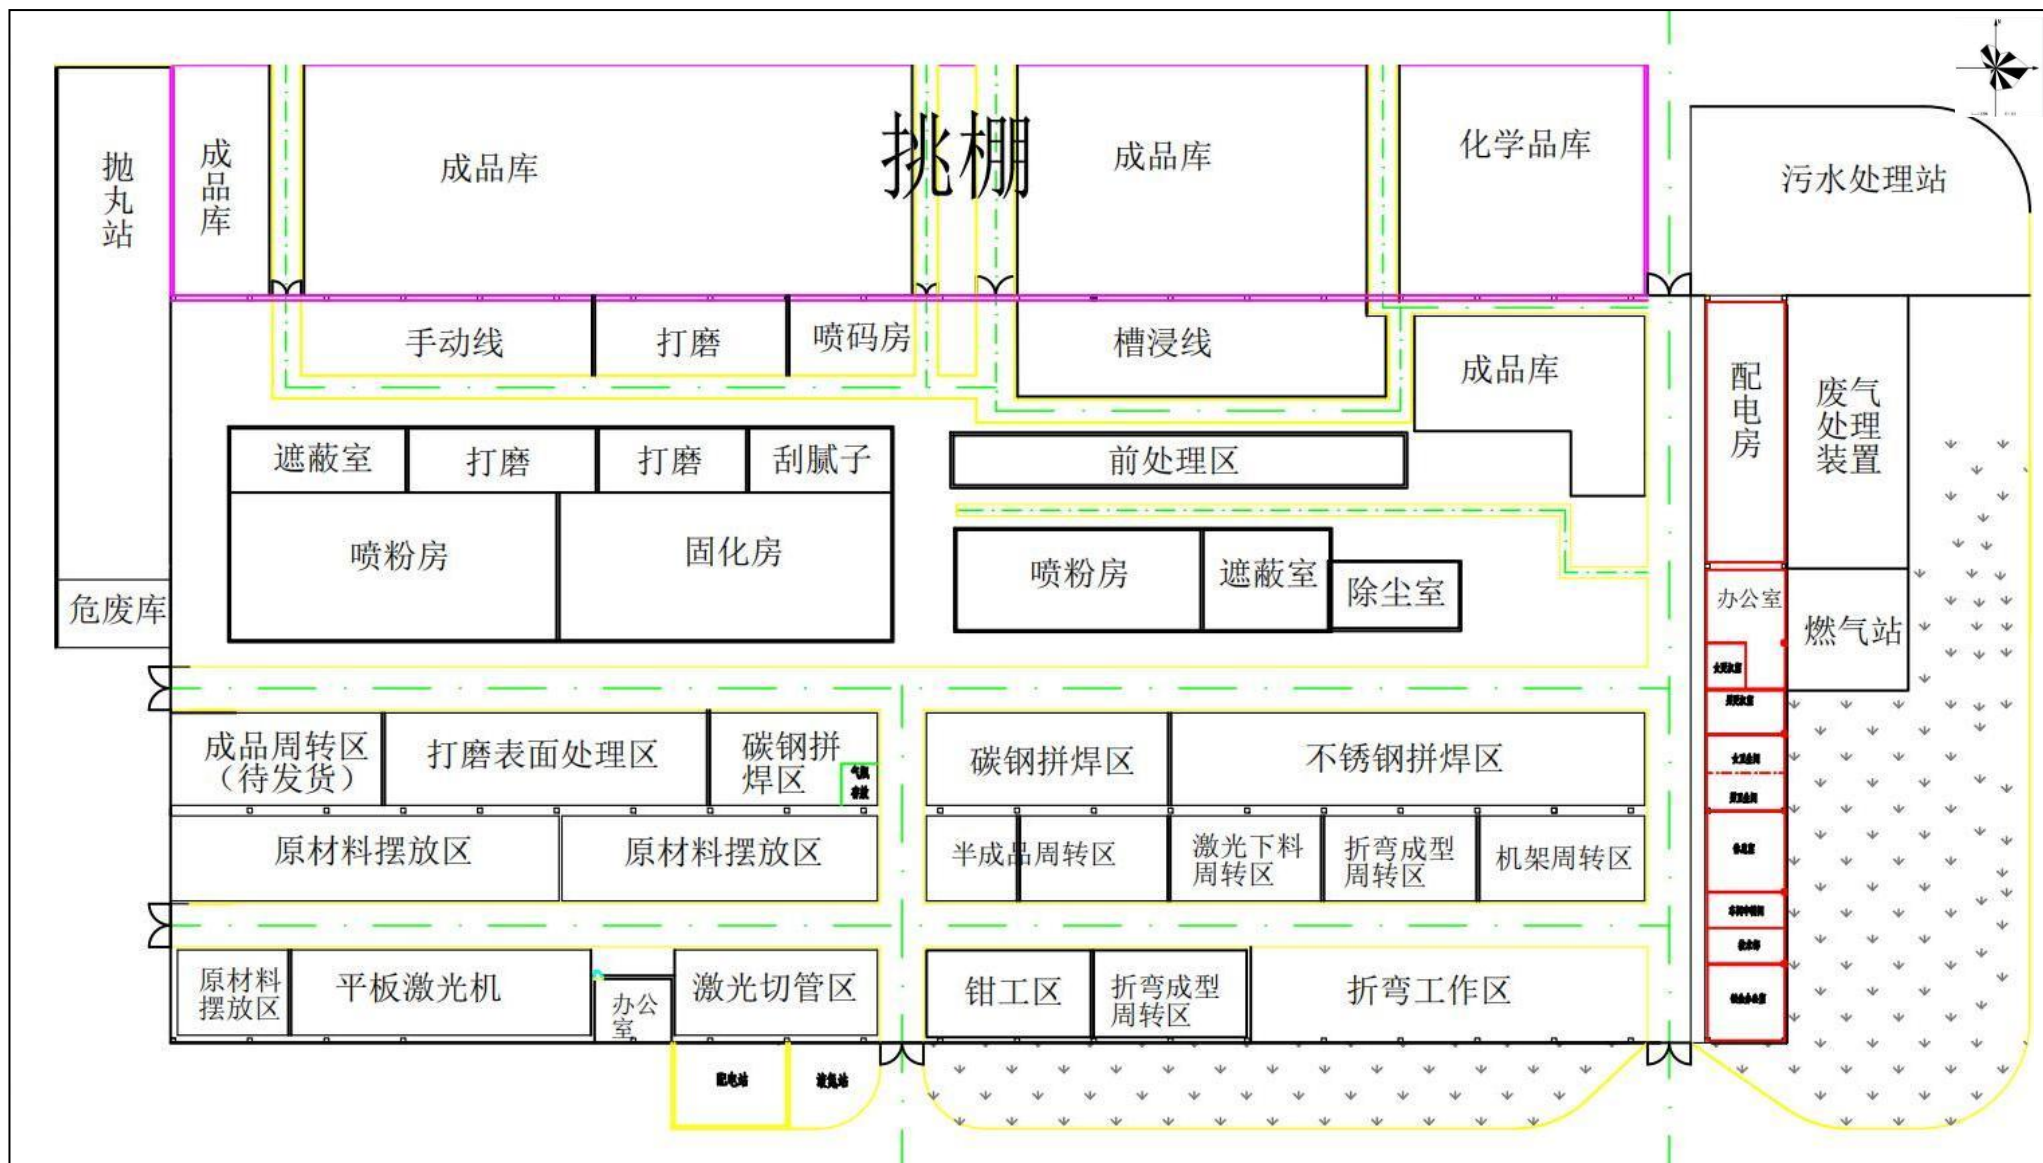 挑棚
抛丸站
成品库
成品库
成品库
化学品库
污水处理站
手动线
打磨
喷码房
槽浸线
成品库
配电房
废气
处理
装置
遮蔽室
打磨
打磨
刮腻子
前处理区
喷粉房
固化房
喷粉房
遮蔽室
除尘室
危废库
办公室
燃气站
成品周转区
（待发货）
打磨表面处理区
碳钢拼
焊区
碳钢拼焊区
不锈钢拼焊区
原材料摆放区
原材料摆放区
半成品周转区
激光下料
周转区
折弯成型
周转区
机架周转区
原材料
摆放区
平板激光机
办公
室
激光切管区
钳工区
折弯成型
周转区
折弯工作区
配电站